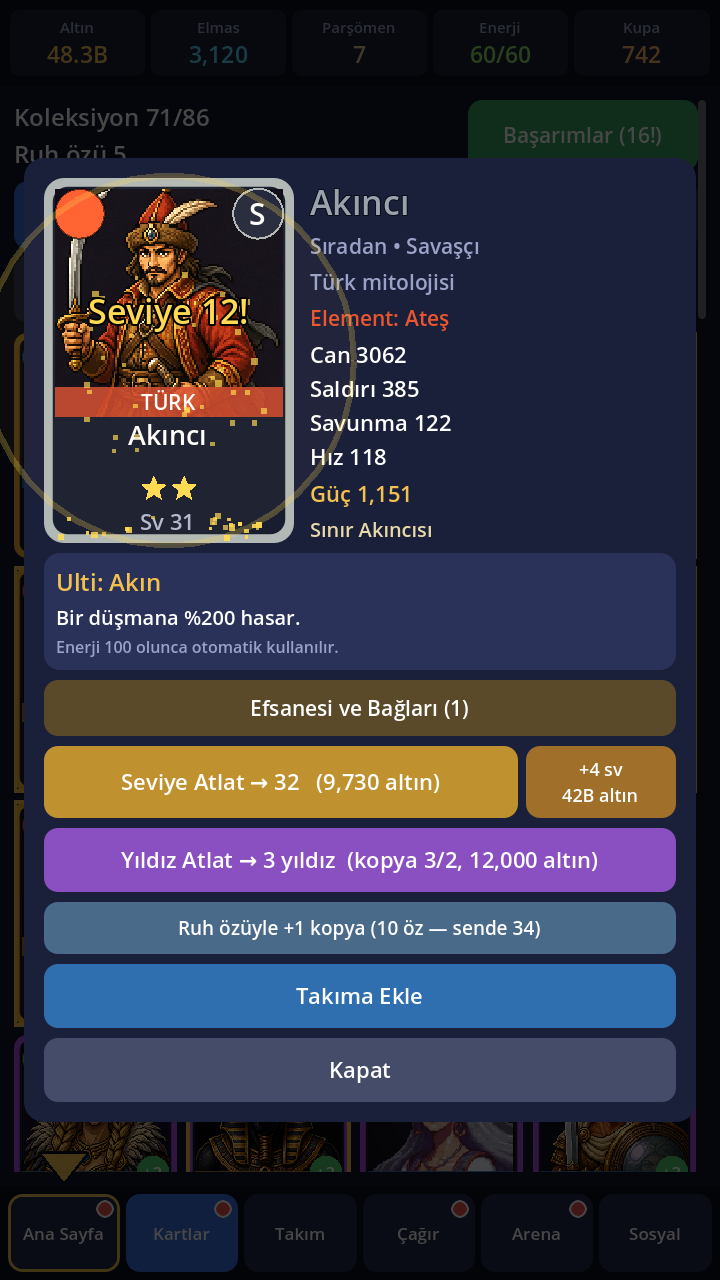 Altın
48.3B
Elmas
3,120
Parşömen
7
Enerji
60/60
Kupa
742
Koleksiyon 71/86
Başarımlar (16!)
Ruh özü 5
S
Seviye 12!
TÜRK
Akıncı
Sv 31
Akıncı
Sıradan • Savaşçı
Türk mitolojisi
Element: Ateş
Can 3062
Saldırı 385
Savunma 122
Hız 118
Güç 1,151
Sınır Akıncısı
Ulti: Akın
Bir düşmana %200 hasar.
Enerji 100 olunca otomatik kullanılır.
Efsanesi ve Bağları (1)
Seviye Atlat → 32 (9,730 altın)
+4 sv
42B altın
Yıldız Atlat → 3 yıldız (kopya 3/2, 12,000 altın)
Ruh özüyle +1 kopya (10 öz — sende 34)
Takıma Ekle
Kapat
Ana Sayfa
Kartlar
Takım
Çağır
Arena
Sosyal